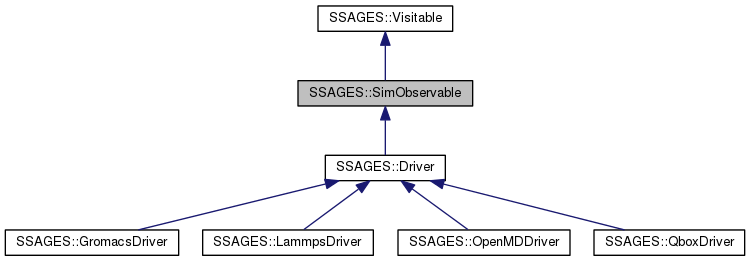 SSAGES::Visitable
SSAGES::SimObservable
SSAGES::Driver
SSAGES::GromacsDriver
SSAGES::LammpsDriver
SSAGES::OpenMDDriver
SSAGES::QboxDriver